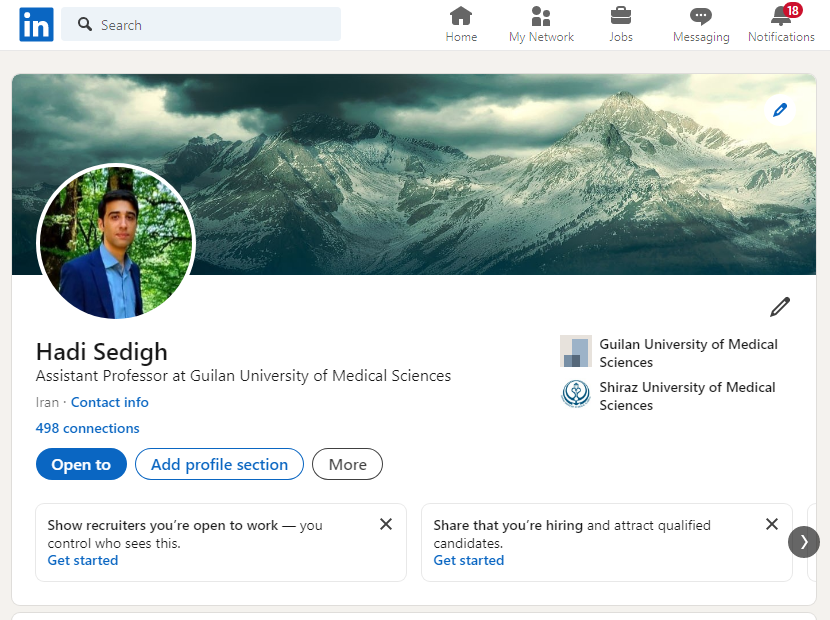 in
Search
Home
My Network
Jobs
Messaging
18
Notifications
Hadi Sedigh
Assistant Professor at Guilan University of Medical Sciences
Iran · Contact info
498 connections
Guilan University of Medical
Sciences
Shiraz University of Medical
Sciences
Open to
Add profile section
More
Show recruiters you’re open to work — you
control who sees this.
Get started
Share that you’re hiring and attract qualified
candidates.
Get started